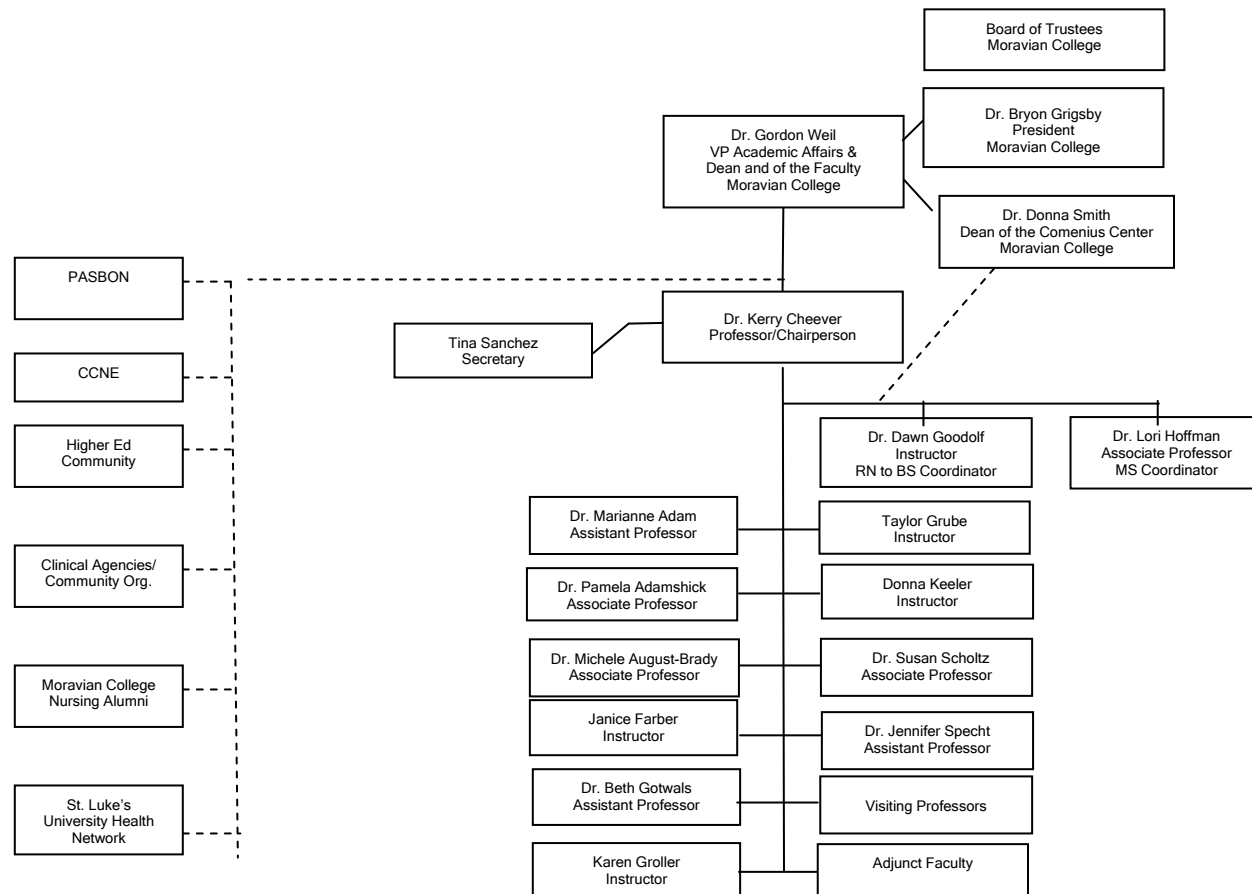 Board of Trustees
Moravian College
Dr. Bryon Grigsby
President
Moravian College
Dr. Gordon Weil
VP Academic Affairs &
Dean and of the Faculty
Moravian College
Dr. Donna Smith
Dean of the Comenius Center
Moravian College
PASBON
CCNE
Higher Ed
Community
Clinical Agencies/
Community Org.
Moravian College
Nursing Alumni
St. Luke’s
University Health
Network
Dr. Kerry Cheever
Professor/Chairperson
Tina Sanchez
Secretary
Dr. Dawn Goodolf
Instructor
RN to BS Coordinator
Dr. Lori Hoffman
Associate Professor
MS Coordinator
Dr. Marianne Adam
Assistant Professor
Taylor Grube
Instructor
Dr. Pamela Adamshick
Associate Professor
Donna Keeler
Instructor
Dr. Michele August-Brady
Associate Professor
Dr. Susan Scholtz
Associate Professor
Janice Farber
Instructor
Dr. Jennifer Specht
Assistant Professor
Dr. Beth Gotwals
Assistant Professor
Visiting Professors
Karen Groller
Instructor
Adjunct Faculty